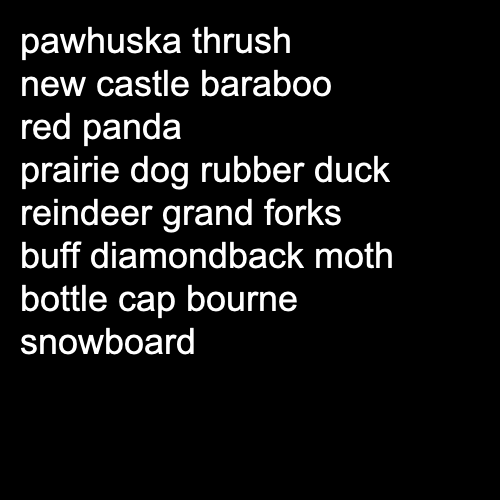 pawhuska thrush
new castle baraboo
red panda
prairie dog rubber duck
reindeer grand forks
buff diamondback moth
bottle cap bourne
snowboard